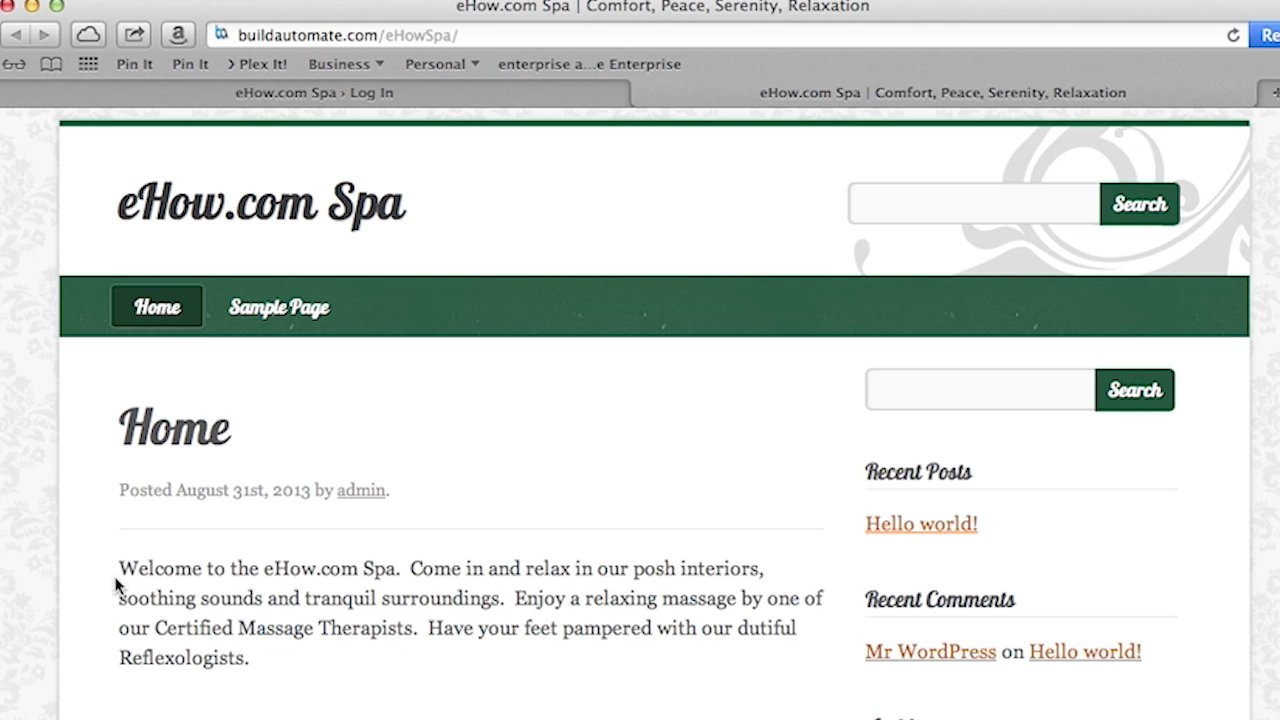 eHow.com Spa | Comfort, Peace, Serenity, Relaxation
buildautomate.com/eHowSpa/
Pin It Pin It > Plex It! Business Personal enterprise a...e Enterprise
eHow.com Spa › Log In
eHow.com Spa | Comfort, Peace, Serenity, Relaxation
eHow.com Spa
Search
Home Sample Page
Search
Home
Posted August 31st, 2013 by admin.
Welcome to the eHow.com Spa. Come in and relax in our posh interiors,
soothing sounds and tranquil surroundings. Enjoy a relaxing massage by one of
our Certified Massage Therapists. Have your feet pampered with our dutiful
Reflexologists.
Recent Posts
Hello world!
Recent Comments
Mr WordPress on Hello world!